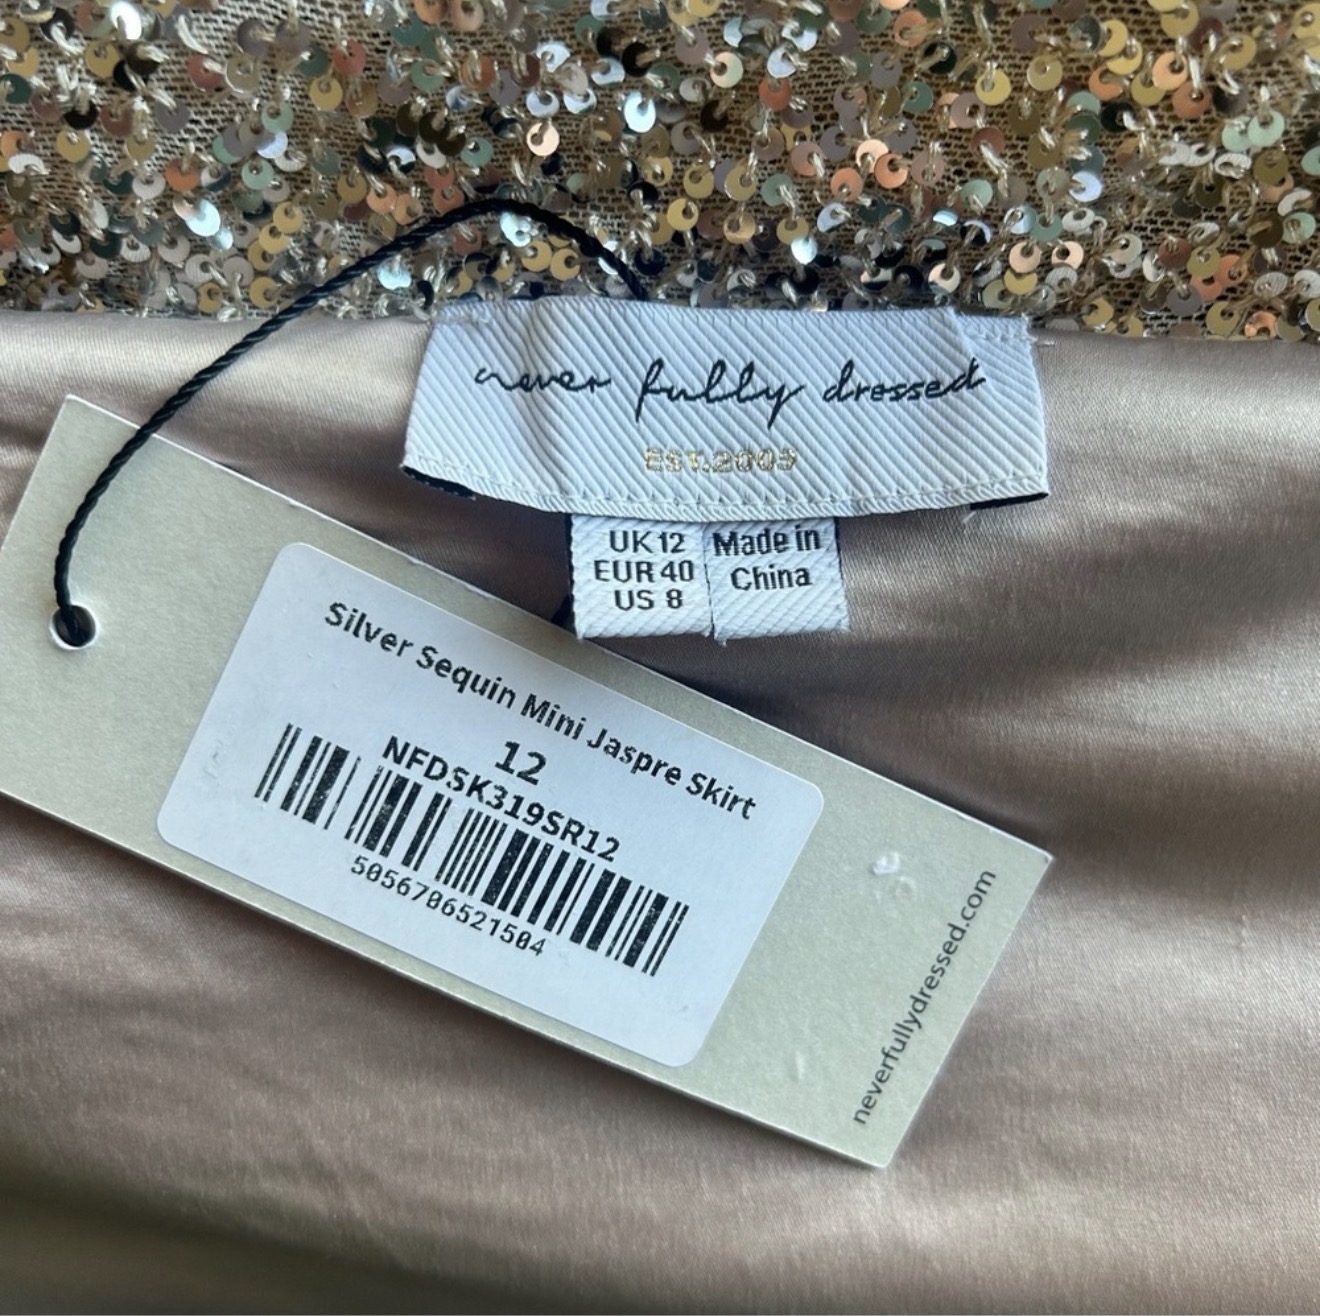 never fully dressed
EST.2009
UK 12
EUR 40
US 8
Made in
China
Silver Sequin Mini Jaspre Skirt
12
NFDSK319SR12
5056706521504
neverfullydressed.com